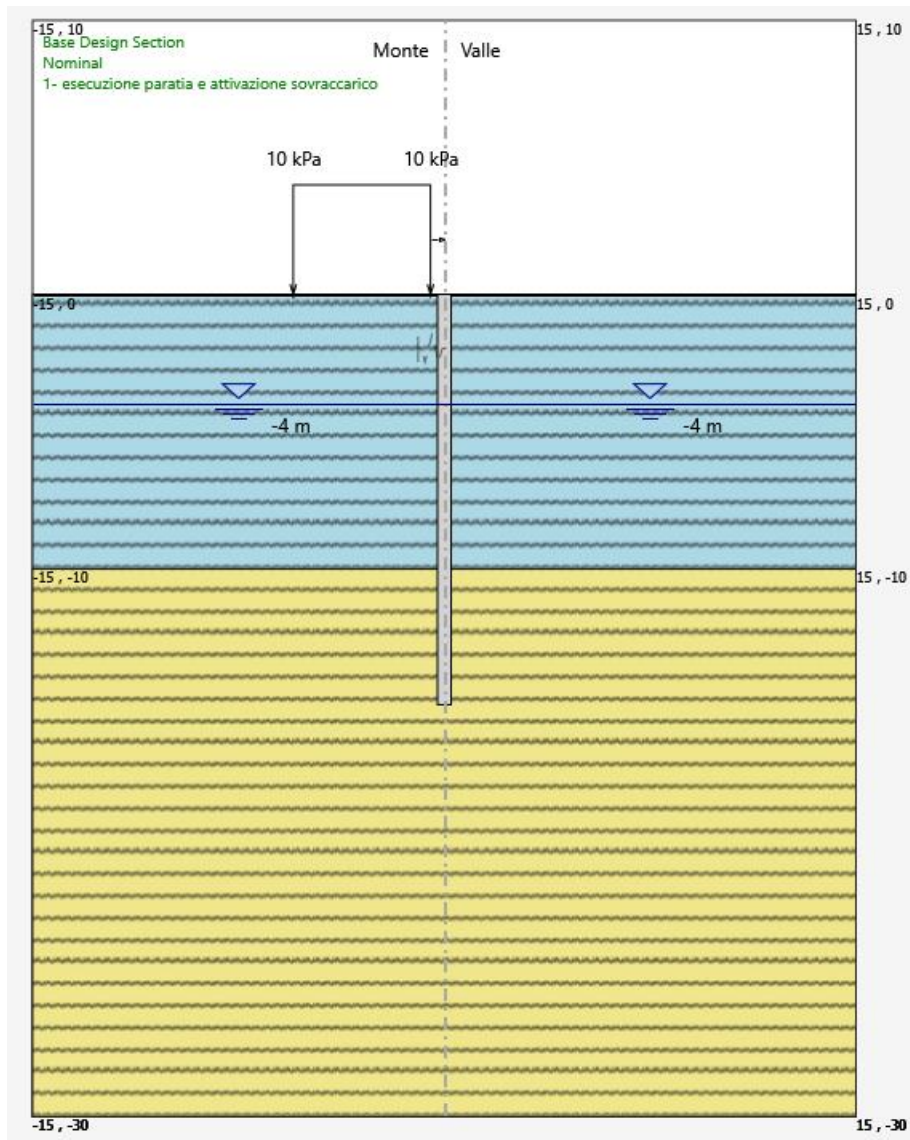 -15 , 10
15 , 10
Base Design Section
Nominal
1- esecuzione paratia e attivazione sovraccarico
Monte
Valle
10 kPa
10 kPa
-15 , 0
15 , 0
-4 m
-4 m
-15 , -10
15 , -10
-15 , -30
15 , -30